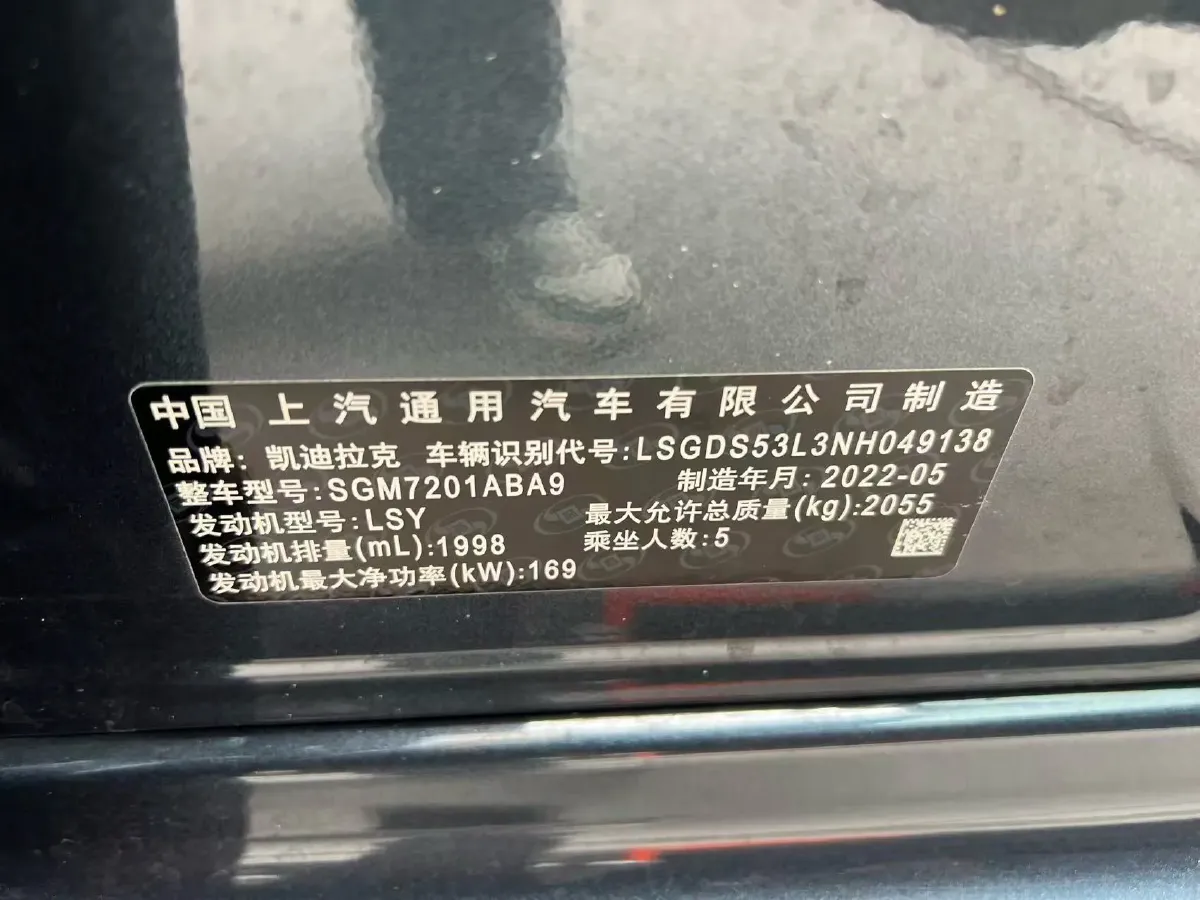 中国 上汽通用汽车有限公司制造
品牌: 凯迪拉克 车辆识别代号:LSGDS53L3NH049138
整车型号:SGM7201ABA9 制造年月: 2022-05
发动机型号:LSY 最大允许总质量(kg):2055
发动机排量(mL):1998 乘坐人数:5
发动机最大净功率(kW):169